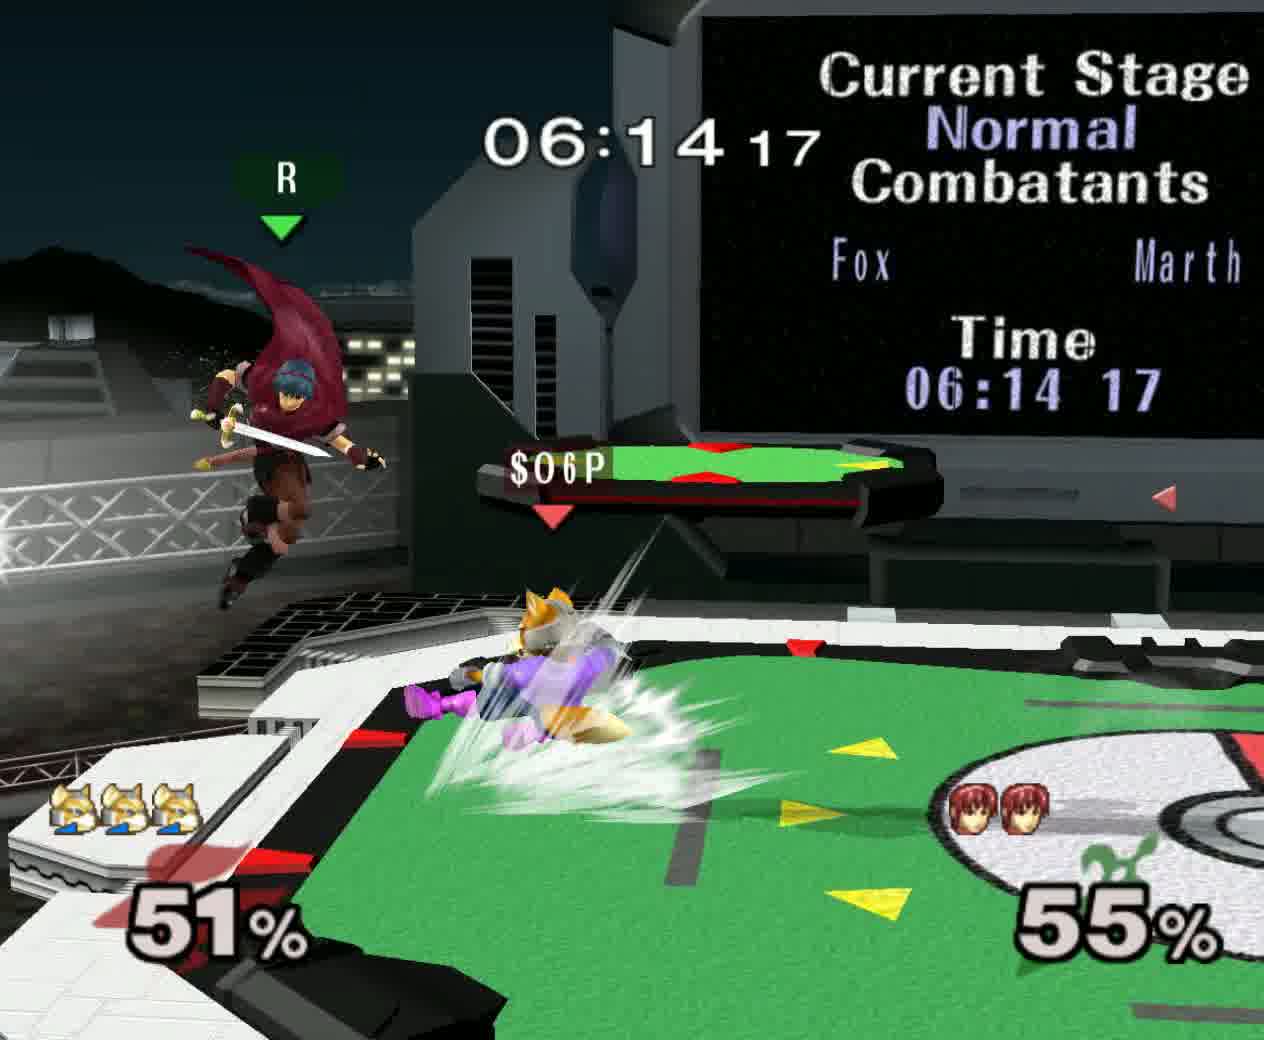 Current Stage
Normal
Combatants
Fox Marth
Time
06:14 17
06:14 17
R
$06P
51%
55%